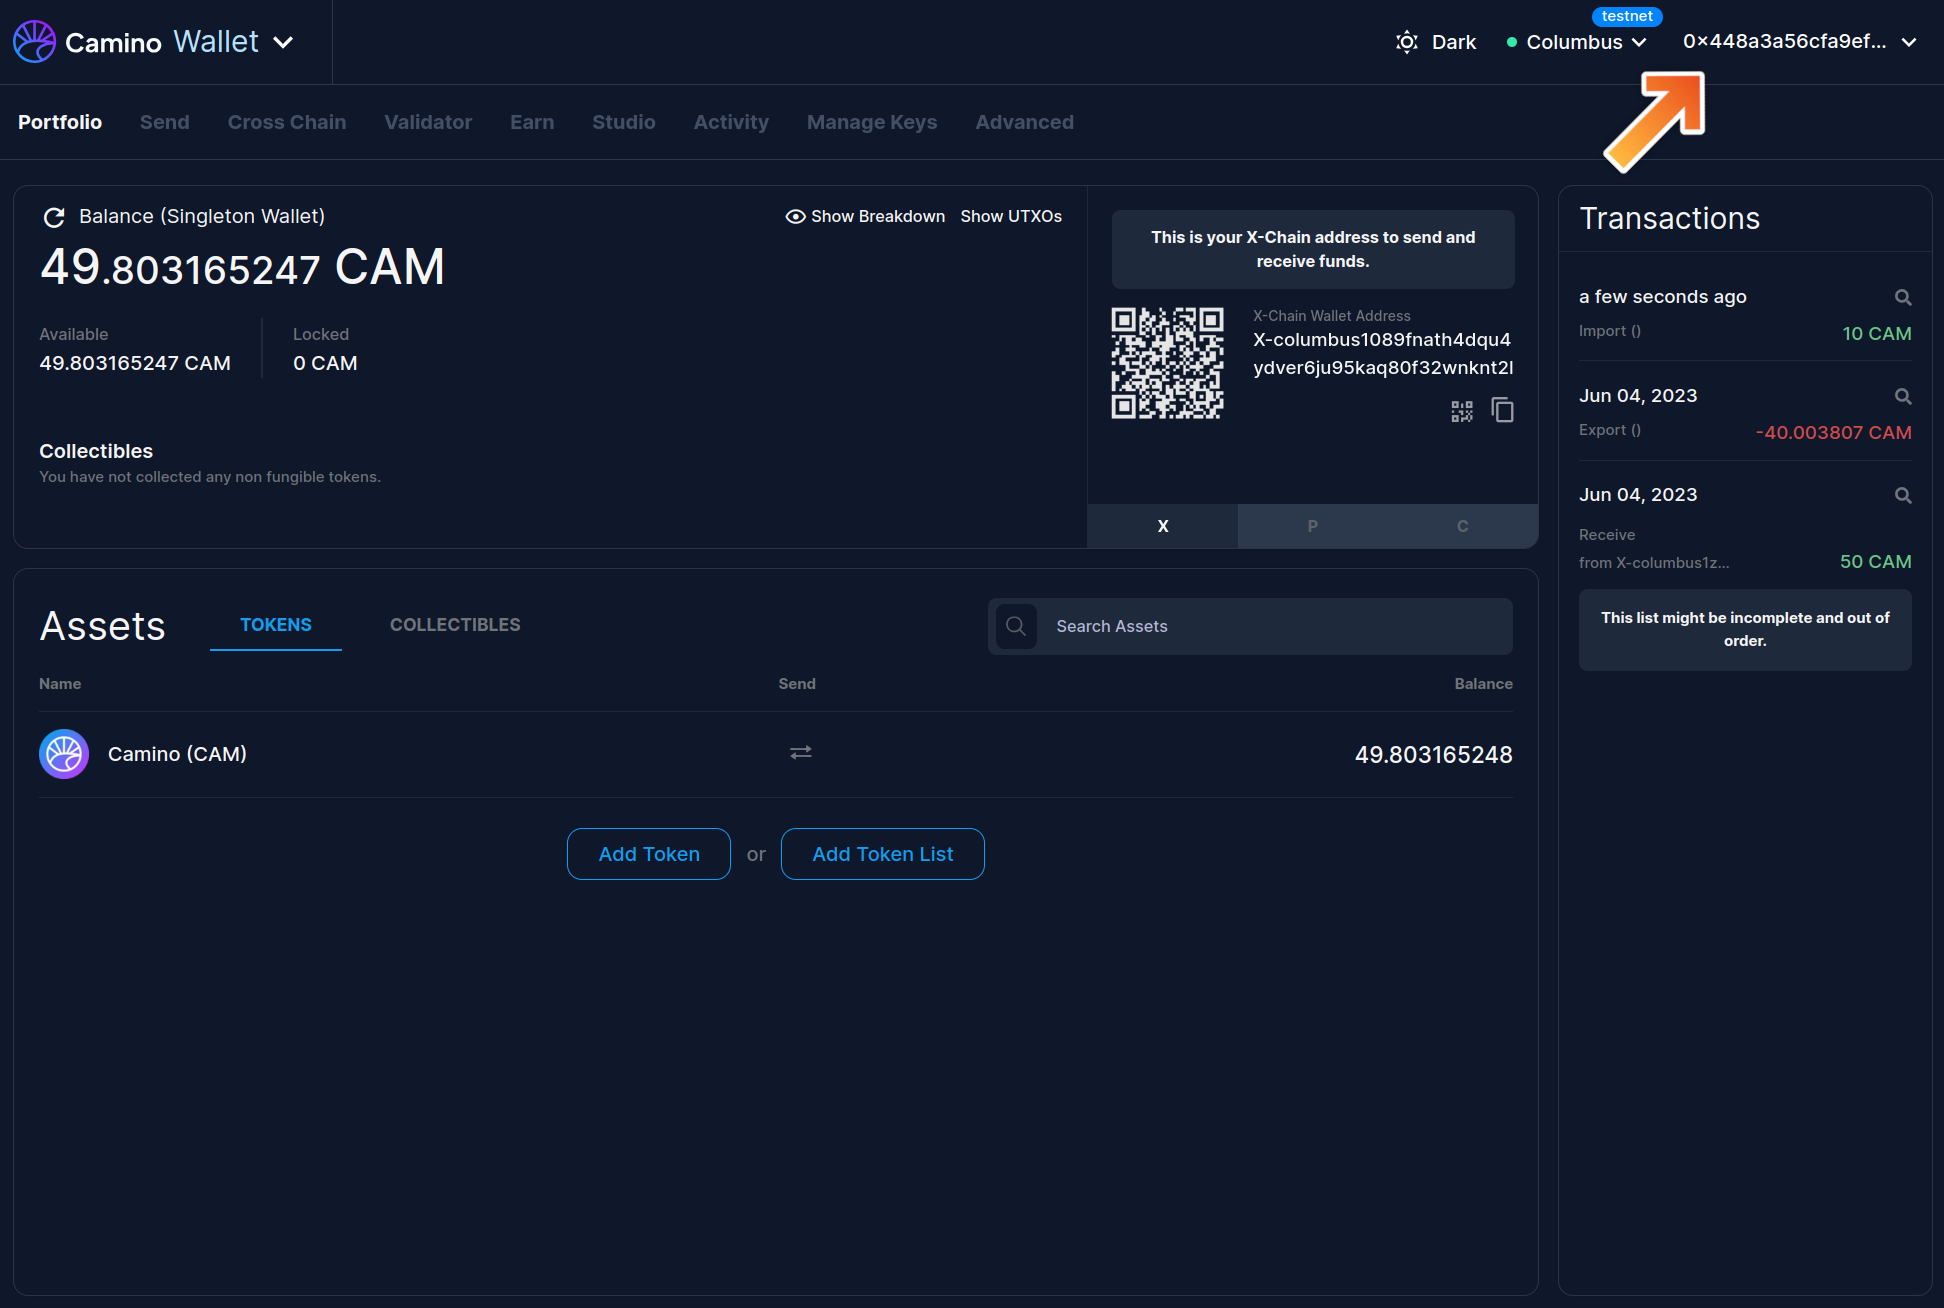 Camino Wallet
testnet
Dark
Columbus
0×448a3a56cfa9ef...
Portfolio
Send
Cross Chain
Validator
Earn
Studio
Activity
Manage Keys
Advanced
Balance (Singleton Wallet)
Show Breakdown
Show UTXOs
49.803165247 CAM
Available
49.803165247 CAM
Locked
0 CAM
Collectibles
You have not collected any non fungible tokens.
This is your X-Chain address to send and
receive funds.
X-Chain Wallet Address
X-columbus1089fnath4dqu4
ydver6ju95kaq80f32wnknt2l
X
P
C
Transactions
a few seconds ago
Import ()
10 CAM
Jun 04, 2023
Export ()
-40.003807 CAM
Jun 04, 2023
Receive
from X-columbus1z...
50 CAM
This list might be incomplete and out of
order.
Assets
TOKENS
COLLECTIBLES
Search Assets
Name
Send
Balance
Camino (CAM)
49.803165248
Add Token
or
Add Token List